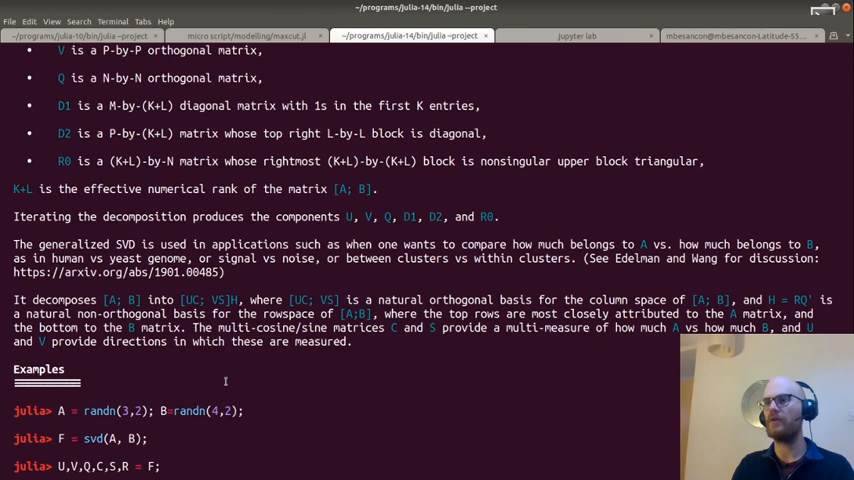 ~/programs/julia-14/bin/julia --project
File Edit View Search Terminal Tabs Help
~/programs/julia-10/bin/julia --project × micro script/modelling/maxcut.jl × ~/programs/julia-14/bin/julia --project × jupyter lab × mbesancon@mbesancon-Latitude-55... ×
• V is a P-by-P orthogonal matrix,
• Q is a N-by-N orthogonal matrix,
• D1 is a M-by-(K+L) diagonal matrix with 1s in the first K entries,
• D2 is a P-by-(K+L) matrix whose top right L-by-L block is diagonal,
• R0 is a (K+L)-by-N matrix whose rightmost (K+L)-by-(K+L) block is nonsingular upper block triangular,
K+L is the effective numerical rank of the matrix [A; B].
Iterating the decomposition produces the components U, V, Q, D1, D2, and R0.
The generalized SVD is used in applications such as when one wants to compare how much belongs to A vs. how much belongs to B,
as in human vs yeast genome, or signal vs noise, or between clusters vs within clusters. (See Edelman and Wang for discussion:
https://arxiv.org/abs/1901.00485)
It decomposes [A; B] into [UC; VS]H, where [UC; VS] is a natural orthogonal basis for the column space of [A; B], and H = RQ' is
a natural non-orthogonal basis for the rowspace of [A;B], where the top rows are most closely attributed to the A matrix, and
the bottom to the B matrix. The multi-cosine/sine matrices C and S provide a multi-measure of how much A vs how much B, and U
and V provide directions in which these are measured.
Examples
julia> A = randn(3,2); B=randn(4,2);
julia> F = svd(A, B);
julia> U,V,Q,C,S,R = F;